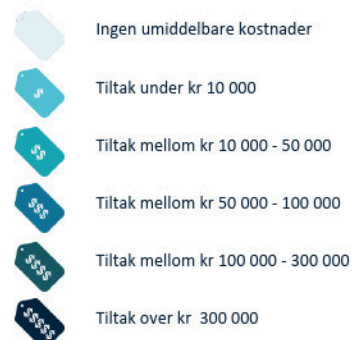 Ingen umiddelbare kostnader
$ Tiltak under kr 10 000
$$ Tiltak mellom kr 10 000 - 50 000
$$$ Tiltak mellom kr 50 000 - 100 000
$$$$ Tiltak mellom kr 100 000 - 300 000
$$$$$ Tiltak over kr 300 000